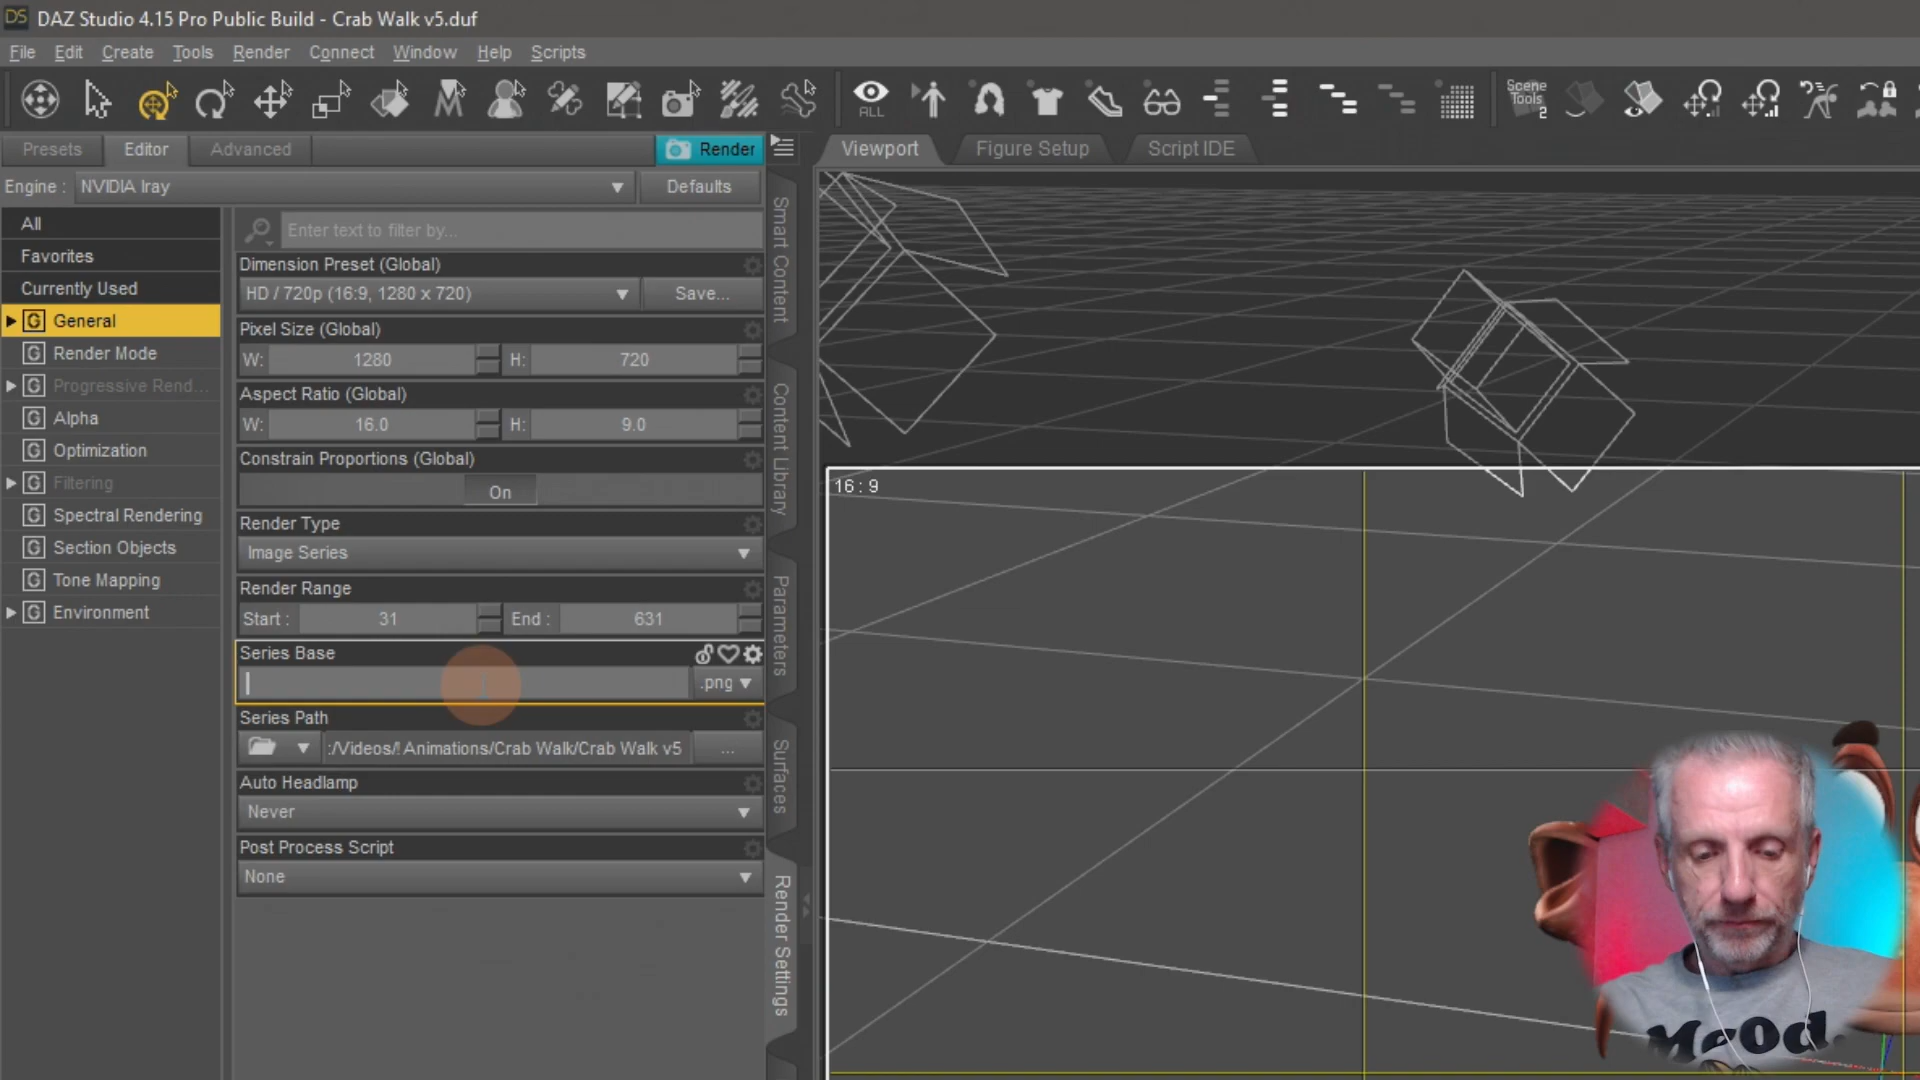 DS DAZ Studio 4.15 Pro Public Build - Crab Walk v5.duf
File Edit Create Tools Render Connect Window Help Scripts
ALL
Scene
Tools
2
Presets Editor Advanced Render Viewport Figure Setup Script IDE
Engine : NVIDIA Iray Defaults
All
Enter text to filter by...
Favorites
Dimension Preset (Global)
Currently Used
HD / 720p (16:9, 1280 x 720) Save...
G General
Pixel Size (Global)
G Render Mode
W: 1280 H: 720
G Progressive Rend...
Aspect Ratio (Global)
G Alpha
W: 16.0 H: 9.0
G Optimization
Constrain Proportions (Global)
G Filtering
On
G Spectral Rendering
Render Type
G Section Objects
Image Series
G Tone Mapping
Render Range
G Environment
Start : 31 End : 631
Series Base
.png
Series Path
:/Videos/! Animations/Crab Walk/Crab Walk v5 ...
Auto Headlamp
Never
Post Process Script
None
Smart Content
Content Library
Parameters
Surfaces
Render Settings
16 : 9
MoOd.